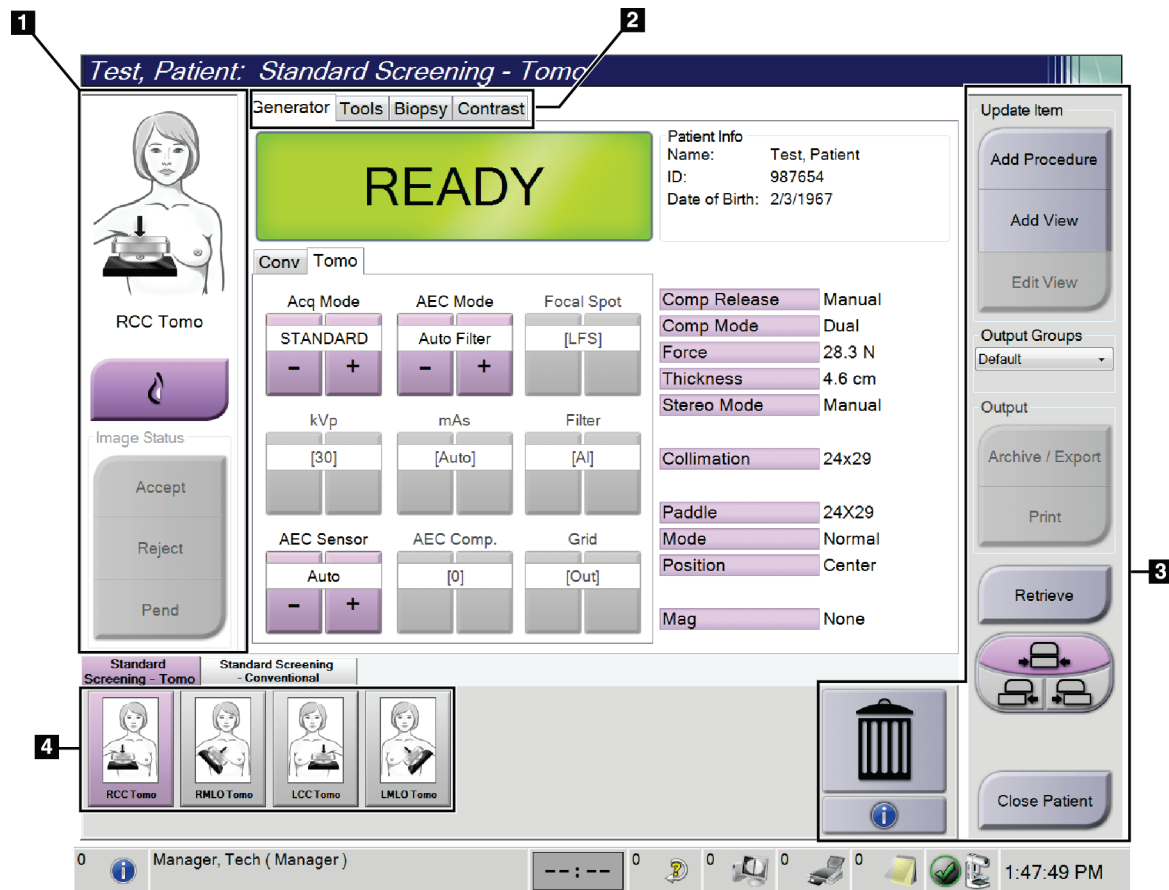 1
2
Test, Patient: Standard Screening - Tomo
Generator Tools Biopsy Contrast
READY
Patient Info
Name: Test, Patient
ID: 987654
Date of Birth: 2/3/1967
RCC Tomo
Image Status
Accept
Reject
Pend
Conv Tomo
Acq Mode AEC Mode Focal Spot
STANDARD Auto Filter [LFS]
- + - +
kVp mAs Filter
[30] [Auto] [Al]
AEC Sensor AEC Comp. Grid
Auto [0] [Out]
- +
Comp Release Manual
Comp Mode Dual
Force 28.3 N
Thickness 4.6 cm
Stereo Mode Manual
Collimation 24x29
Paddle 24X29
Mode Normal
Position Center
Mag None
Update Item
Add Procedure
Add View
Edit View
Output Groups
Default
Output
Archive / Export
Print
3
Retrieve
Close Patient
Standard
Screening - Tomo
Standard Screening
- Conventional
4
RCC Tomo RMLO Tomo LCC Tomo LMLO Tomo
i
0 i Manager, Tech ( Manager ) --:-- 0 ? 0 0 0 1:47:49 PM